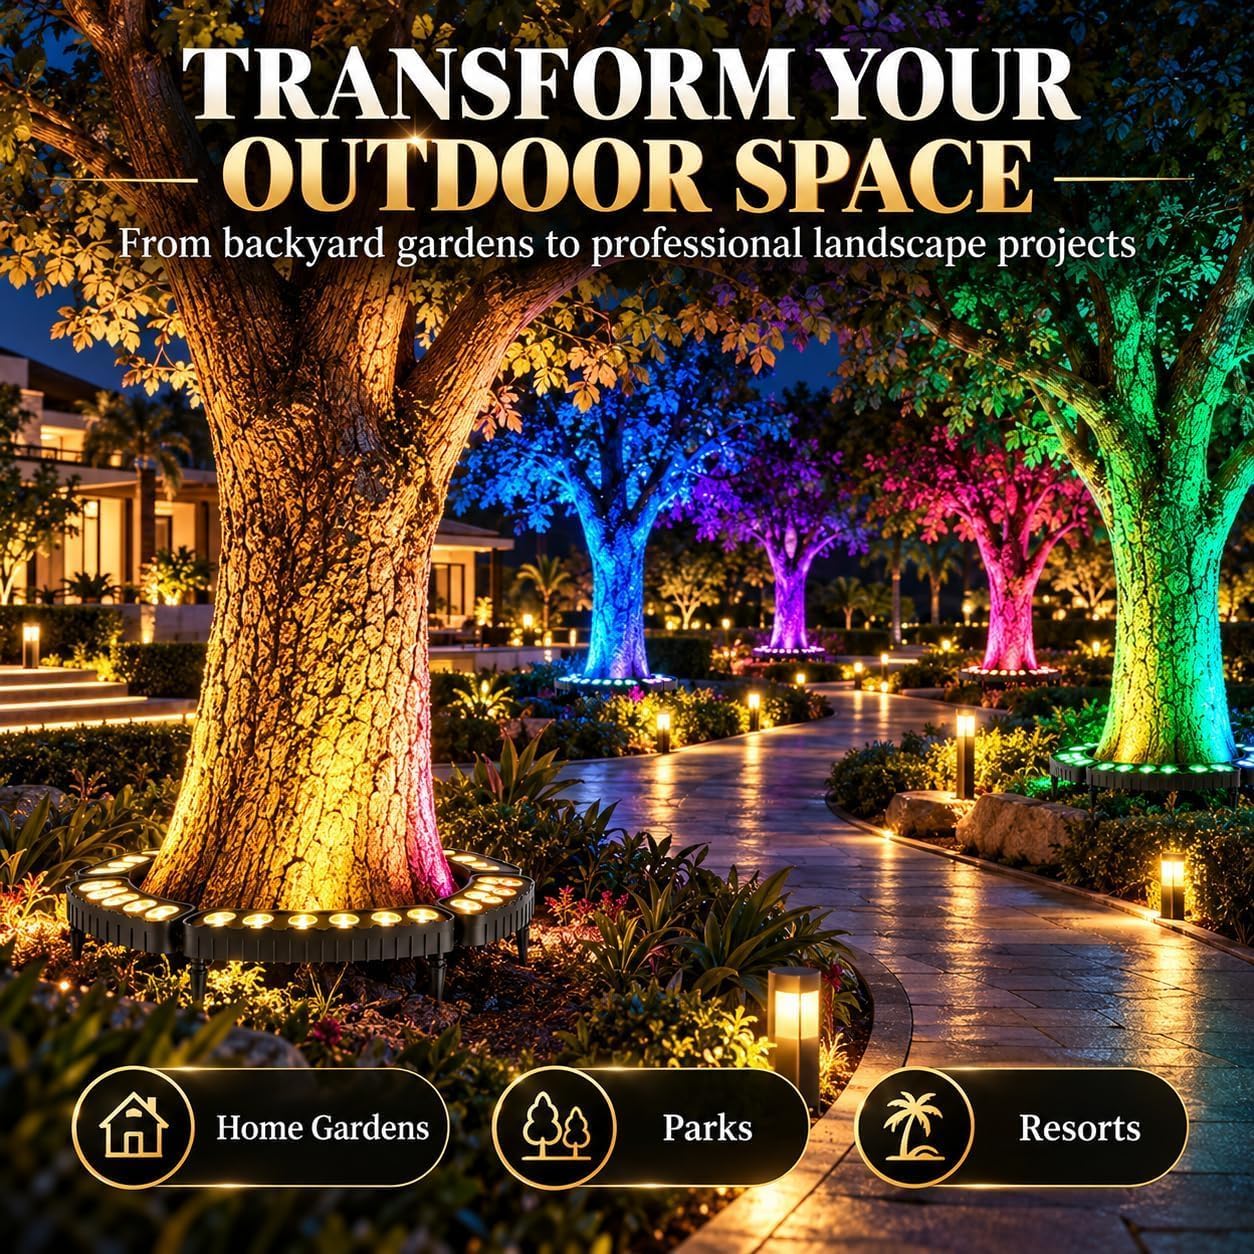 TRANSFORM YOUR
OUTDOOR SPACE
From backyard gardens to professional landscape projects
Home Gardens
Parks
Resorts